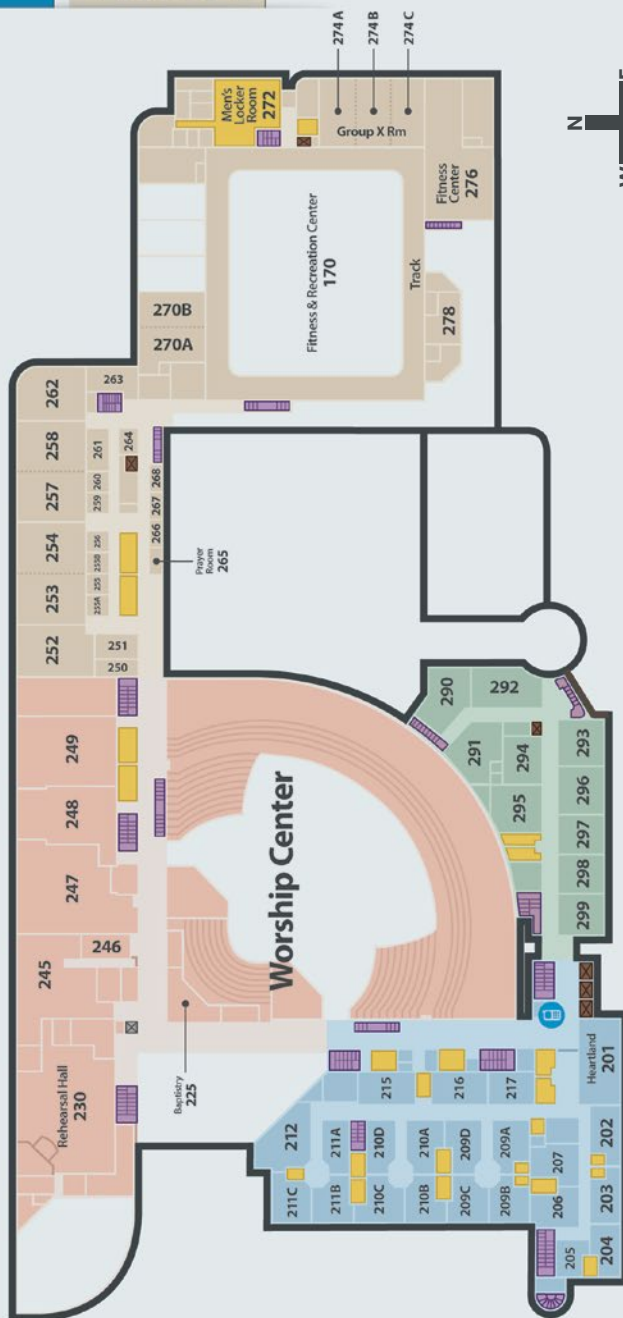 274A
274B
274C
Men's
Locker
Room
272
Group X Rm
N
E
W
Fitness
Center
276
Fitness & Recreation Center
170
Track
278
270B
270A
263
262
258
257
254
253
252
261
260
259
264
256
255B
255
255A
268
267
266
Prayer
Room
265
251
250
249
248
247
246
245
Rehearsal Hall
230
Worship Center
Baptistry
225
290
292
291
294
293
295
296
297
298
299
Heartland
201
215
216
217
212
211A
210D
210A
209D
209A
211C
211B
210C
210B
209C
209B
207
206
202
203
204
205